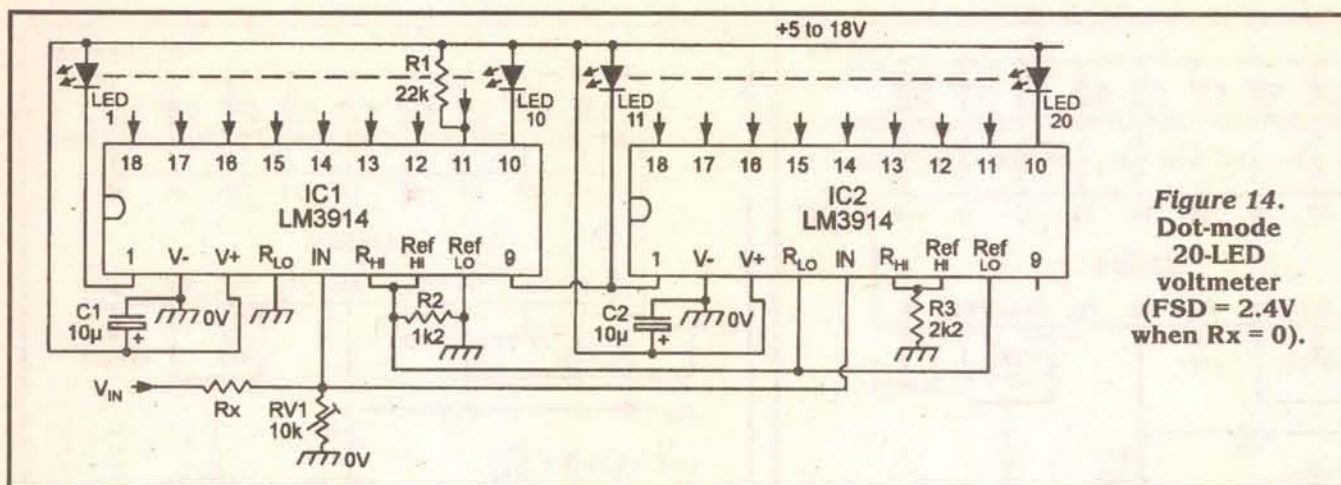 +5 to 18V
R1
22k
LED
1
LED
10
LED
11
LED
20
18 17 16 15 14 13 12 11 10
18 17 16 15 14 13 12 11 10
IC1
LM3914
IC2
LM3914
1 V- V+ RLO IN RHI Ref HI Ref LO 9
1 V- V+ RLO IN RHI Ref HI Ref LO 9
C1
10µ
+
0V
R2
1k2
C2
10µ
+
0V
R3
2k2
VIN
Rx
RV1
10k
0V
Figure 14.
Dot-mode
20-LED
voltmeter
(FSD = 2.4V
when Rx = 0).